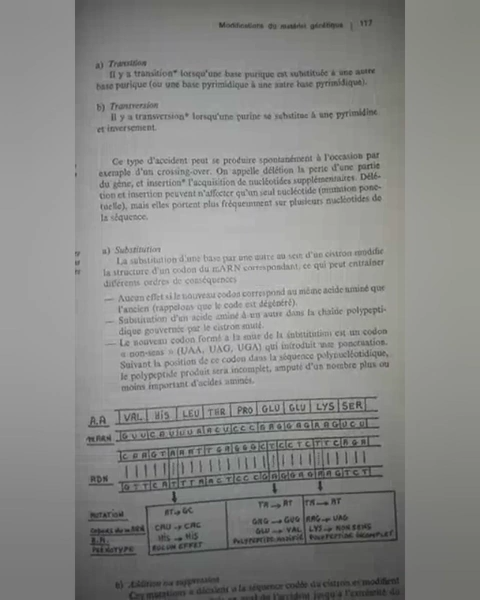 Modifications du matériel génétique | 117
a) Transition
Il y a transition* lorsqu'une base purique est substituée à une autre
base purique (ou une base pyrimidique à une autre base pyrimidique).
b) Transversion
Il y a transversion* lorsqu'une purine se substitue à une pyrimidine
et inversement.
Ce type d'accident peut se produire spontanément à l'occasion par
exemple d'un crossing-over. On appelle délétion la perte d'une partie
du gène, et insertion* l'acquisition de nucléotides supplémentaires. Délé-
tion et insertion peuvent n'affecter qu'un seul nucléotide (mutation ponc-
tuelle), mais elles portent plus fréquemment sur plusieurs nucléotides de
la séquence.
a) Substitution
La substitution d'une base par une autre au sein d'un cistron modifie
la structure d'un codon du mARN correspondant, ce qui peut entraîner
différents ordres de conséquences
— Aucun effet si le nouveau codon correspond au même acide aminé que
l'ancien (rappelons que le code est dégénéré).
— Substitution d'un acide aminé à un autre dans la chaîne polypepti-
dique gouvernée par le cistron muté.
— Le nouveau codon formé à la suite de la substitution est un codon
« non-sens » (UAA, UAG, UGA) qui introduit une ponctuation.
Suivant la position de ce codon dans la séquence polynucléotidique,
le polypeptide produit sera incomplet, amputé d'un nombre plus ou
moins important d'acides aminés.
A.A VAL HIS LEU THR PRO GLU GLU LYS SER
mARN
ADN
MUTATION AT→GC TA→AT TA→AT
CAU→CAC GAG→GUG AAG→UAG
A.A. HIS→HIS GLU→VAL LYS→NON SENS
PHENOTYPE AUCUN EFFET POLYPEPTIDE POLYPEPTIDE INCOMPLET
b) Addition ou suppression